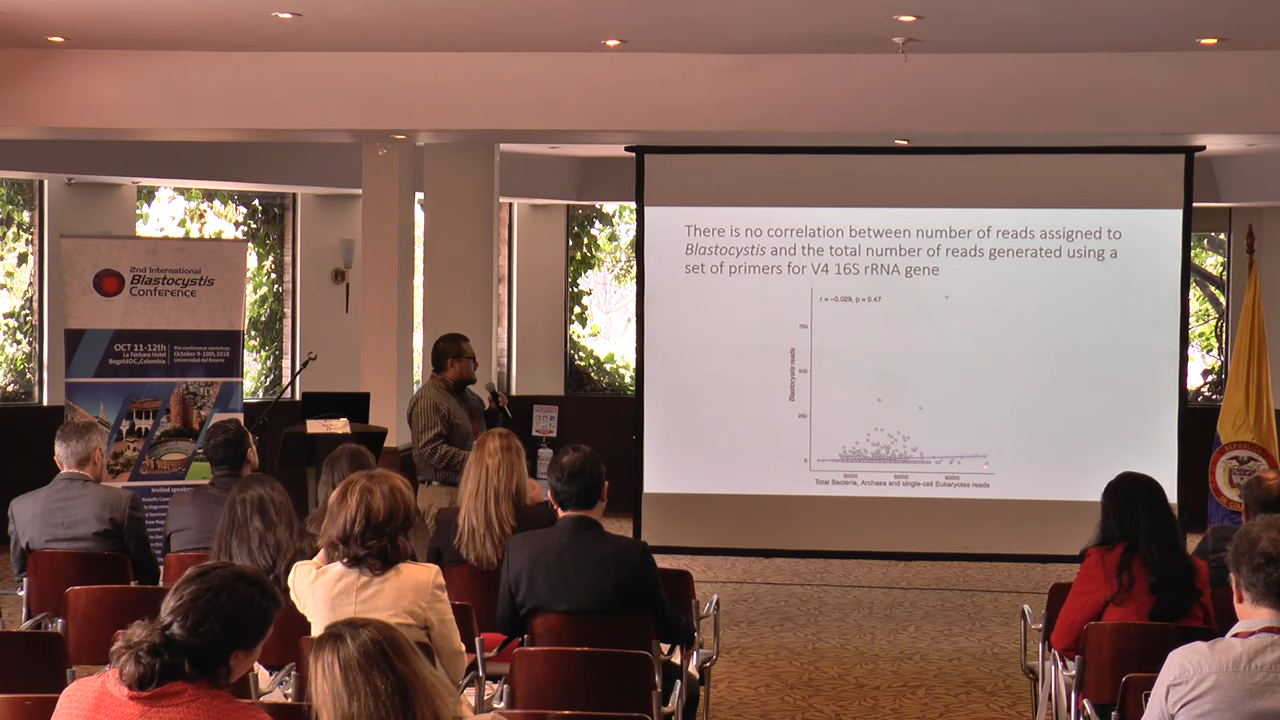 2nd International
Blastocystis
Conference
OCT 11-12th
La Fontana Hotel
Bogotá DC, Colombia
Pre-conference workshop:
October 9-10th, 2018
Universidad del Rosario
Invited speakers
There is no correlation between number of reads assigned to
Blastocystis and the total number of reads generated using a
set of primers for V4 16S rRNA gene
r = -0.029, p = 0.47
750
500
250
0
Blastocystis reads
30000
60000
90000
Total Bacteria, Archaea and single-cell Eukaryotes reads